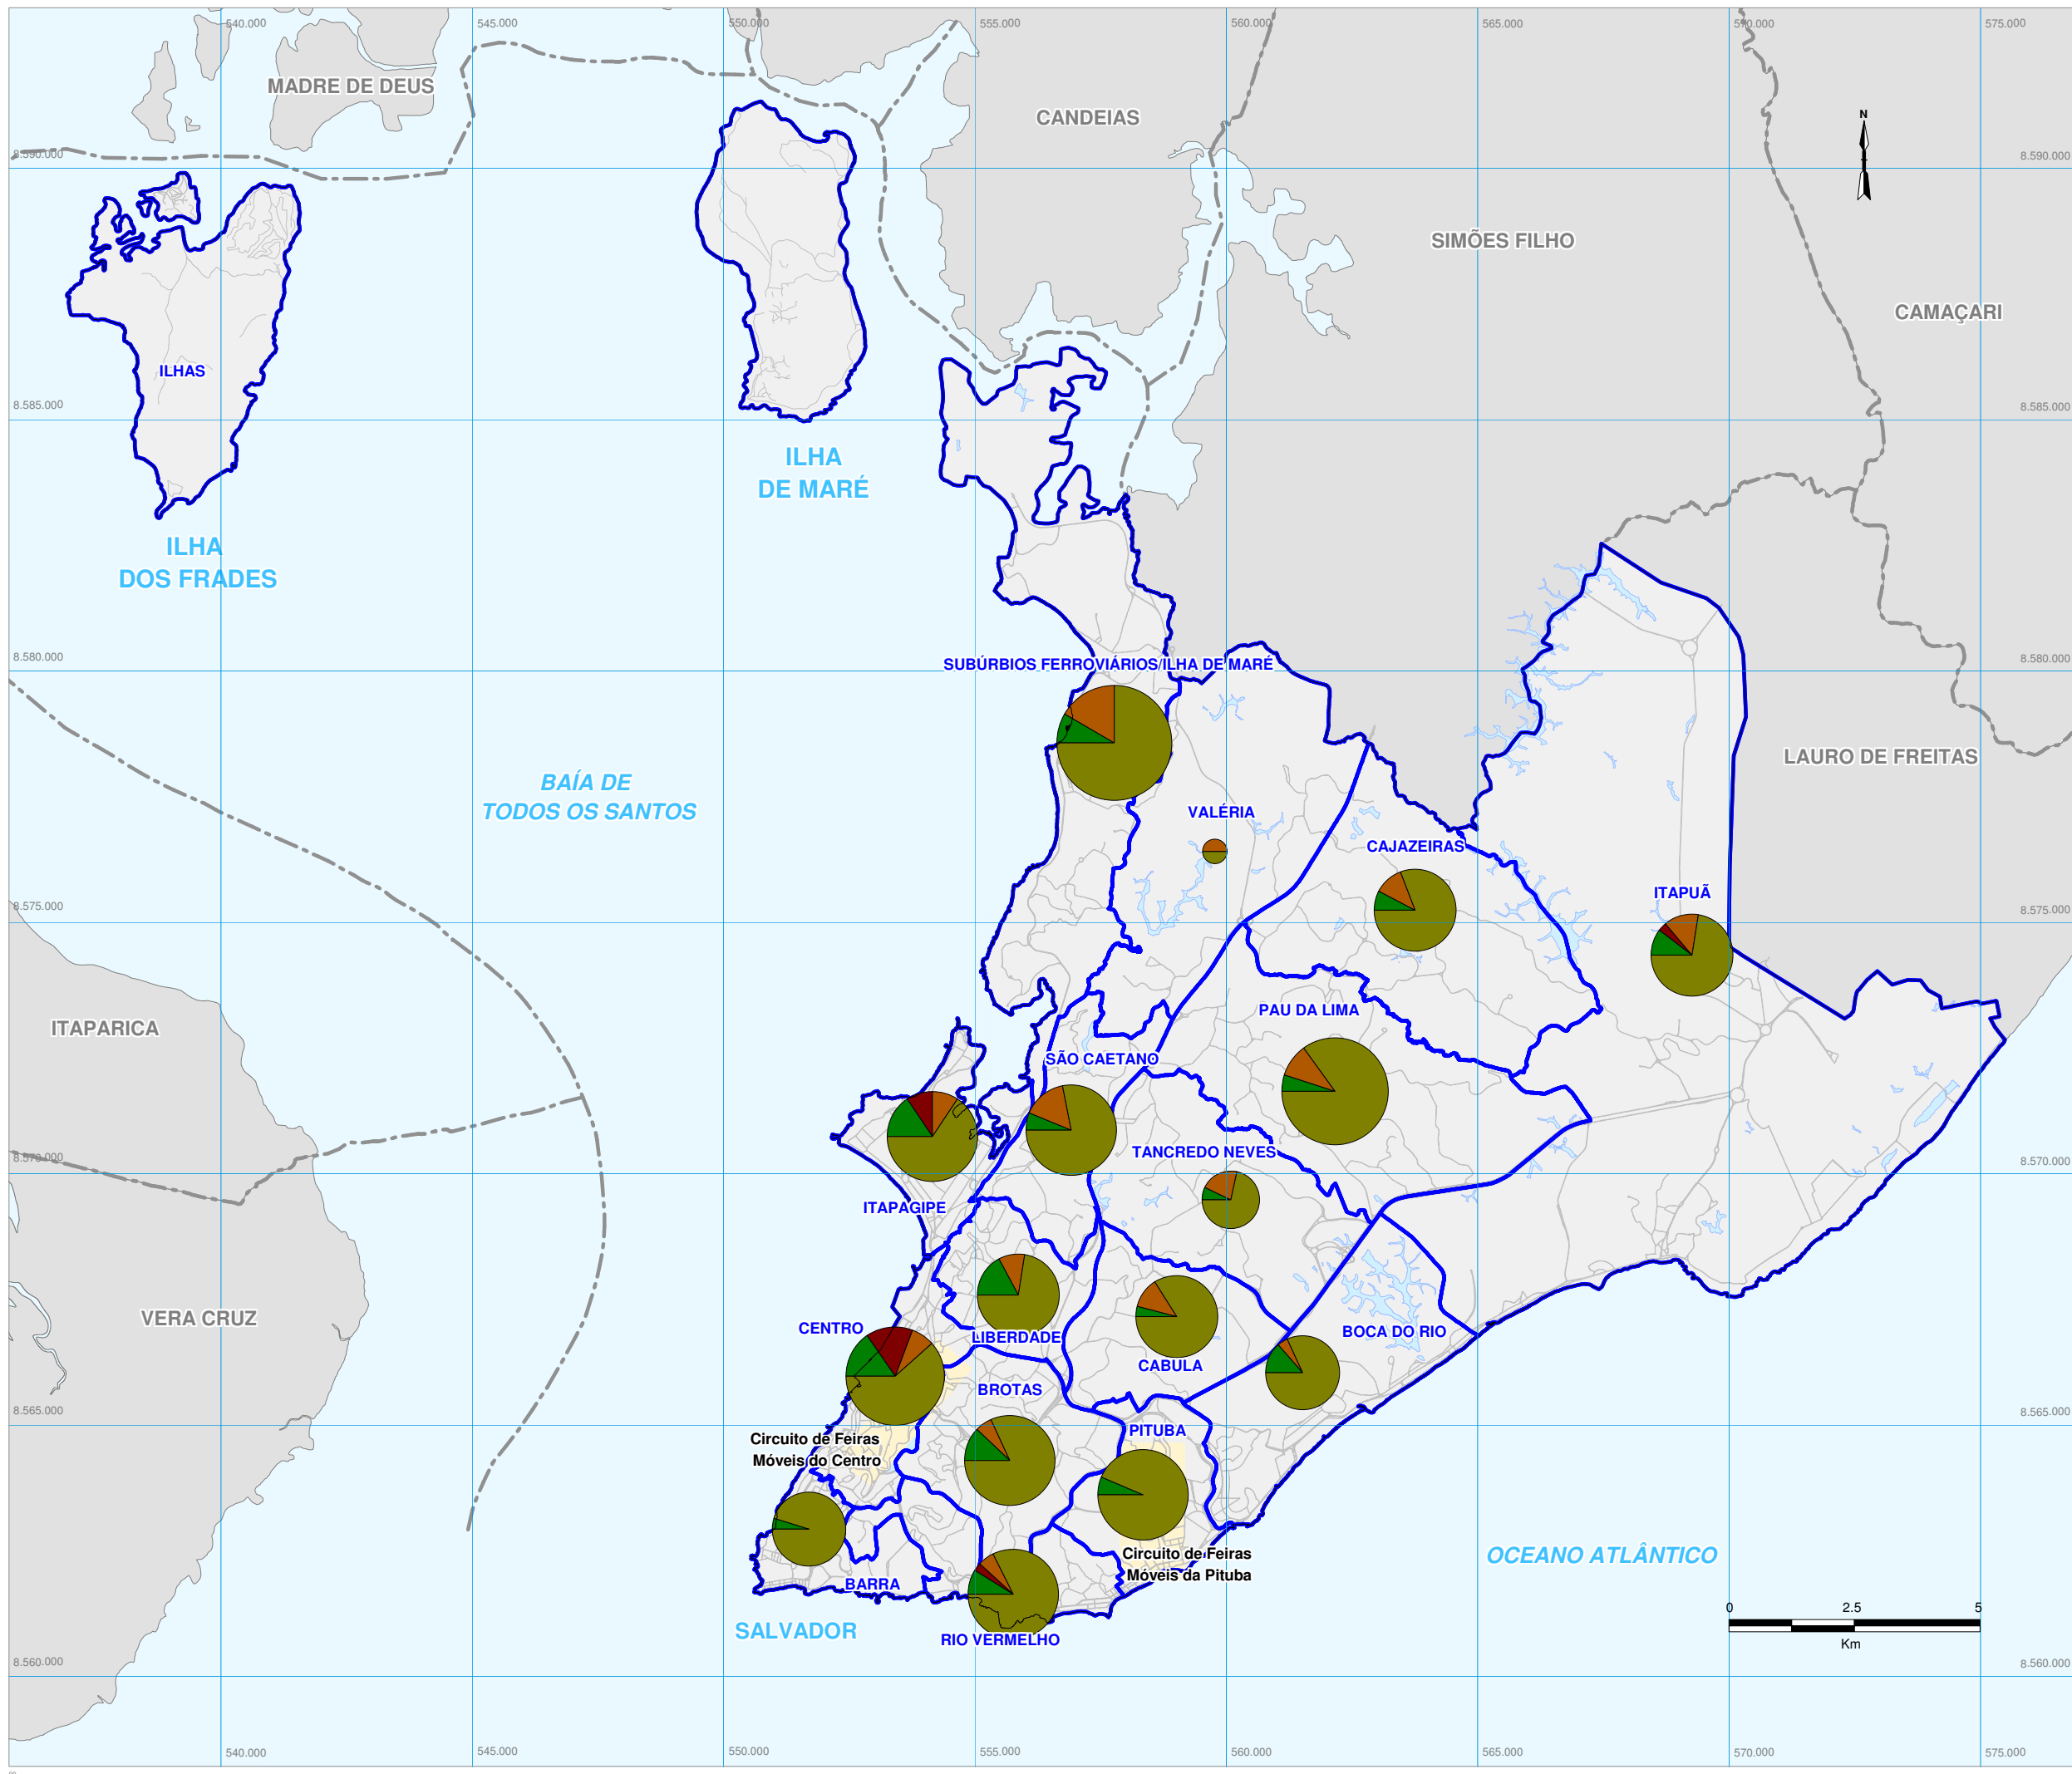 540.000
545.000
550.000
555.000
560.000
565.000
570.000
575.000
MADRE DE DEUS
CANDEIAS
N
8.590.000
8.590.000
SIMÕES FILHO
CAMAÇARI
ILHAS
8.585.000
8.585.000
ILHA
DE MARÉ
ILHA
DOS FRADES
8.580.000
8.580.000
SUBÚRBIOS FERROVIÁRIOS/ILHA DE MARÉ
LAURO DE FREITAS
BAÍA DE
TODOS OS SANTOS
VALÉRIA
CAJAZEIRAS
ITAPUÃ
8.575.000
8.575.000
PAU DA LIMA
ITAPARICA
SÃO CAETANO
TANCREDO NEVES
8.570.000
8.570.000
ITAPAGIPE
VERA CRUZ
CENTRO
LIBERDADE
BOCA DO RIO
CABULA
BROTAS
8.565.000
8.565.000
PITUBA
Circuito de Feiras
Móveis do Centro
Circuito de Feiras
Móveis da Pituba
OCEANO ATLÂNTICO
BARRA
0 2.5 5
Km
SALVADOR
RIO VERMELHO
8.560.000
8.560.000
540.000
545.000
550.000
555.000
560.000
565.000
570.000
575.000